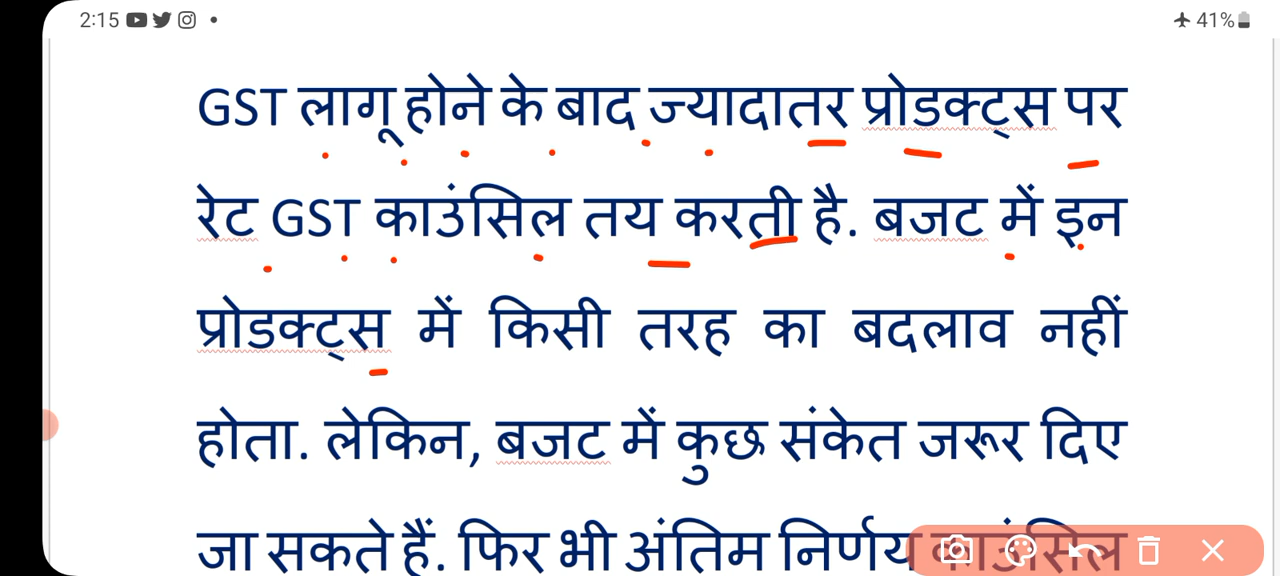 2:15
41%
GST लागू होने के बाद ज्यादातर प्रोडक्ट्स पर
रेट GST काउंसिल तय करती है. बजट में इन
प्रोडक्ट्स में किसी तरह का बदलाव नहीं
होता. लेकिन, बजट में कुछ संकेत जरूर दिए
जा सकते हैं. फिर भी अंतिम निर्णय काउंसिल